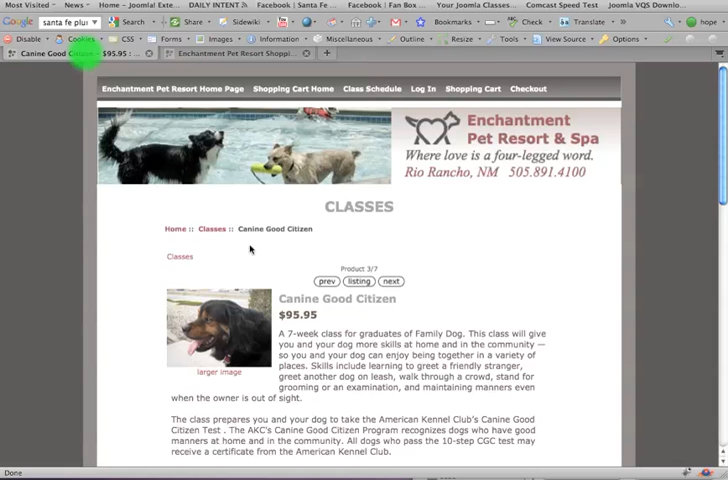 Most Visited News Home – Joomla! Exte... DAILY INTENT Facebook | Santa Fe ... Facebook | Fan Box ... Your Joomla Classes... Comcast Speed Test Joomla VQS Downlo...
Google santa fe plus Search Share Sidewiki Bookmarks Check Translate hope
Disable Cookies CSS Forms Images Information Miscellaneous Outline Resize Tools View Source Options
Canine Good $95.95 : ... Enchantment Pet Resort Shoppi...
Enchantment Pet Resort Home Page Shopping Cart Home Class Schedule Log In Shopping Cart Checkout
Enchantment
Pet Resort & Spa
Where love is a four-legged word.
Rio Rancho, NM 505.891.4100
CLASSES
Home :: Classes :: Canine Good Citizen
Classes
Product 3/7
prev listing next
Canine Good Citizen
$95.95
A 7-week class for graduates of Family Dog. This class will give
you and your dog more skills at home and in the community —
so you and your dog can enjoy being together in a variety of
places. Skills include learning to greet a friendly stranger,
greet another dog on leash, walk through a crowd, stand for
grooming or an examination, and maintaining manners even
when the owner is out of sight.
larger image
The class prepares you and your dog to take the American Kennel Club's Canine Good
Citizen Test . The AKC's Canine Good Citizen Program recognizes dogs who have good
manners at home and in the community. All dogs who pass the 10-step CGC test may
receive a certificate from the American Kennel Club.
Done